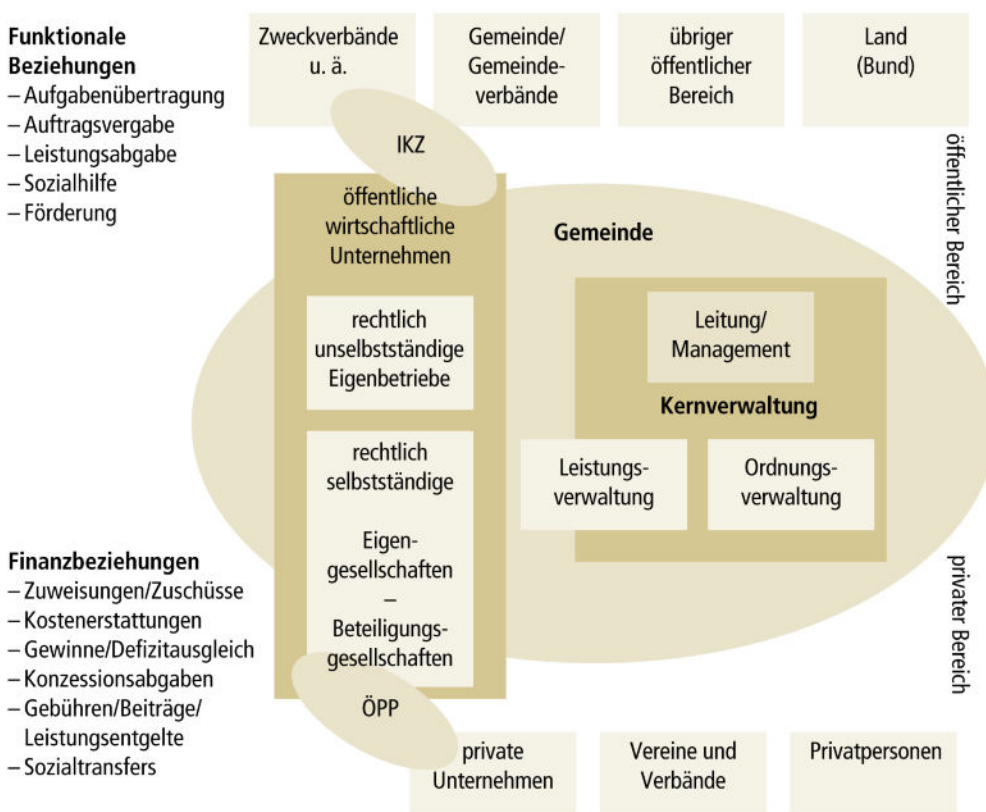 Funktionale
Beziehungen
– Aufgabenübertragung
– Auftragsvergabe
– Leistungsabgabe
– Sozialhilfe
– Förderung
Zweckverbände
u. ä.
Gemeinde/
Gemeinde-
verbände
übriger
öffentlicher
Bereich
Land
(Bund)
IKZ
öffentliche
wirtschaftliche
Unternehmen
rechtlich
unselbstständige
Eigenbetriebe
rechtlich
selbstständige
Eigen-
gesellschaften
–
Beteiligungs-
gesellschaften
ÖPP
Gemeinde
Leitung/
Management
Kernverwaltung
Leistungs-
verwaltung
Ordnungs-
verwaltung
öffentlicher Bereich
privater Bereich
Finanzbeziehungen
– Zuweisungen/Zuschüsse
– Kostenerstattungen
– Gewinne/Defizitausgleich
– Konzessionsabgaben
– Gebühren/Beiträge/
Leistungsentgelte
– Sozialtransfers
private
Unternehmen
Vereine und
Verbände
Privatpersonen